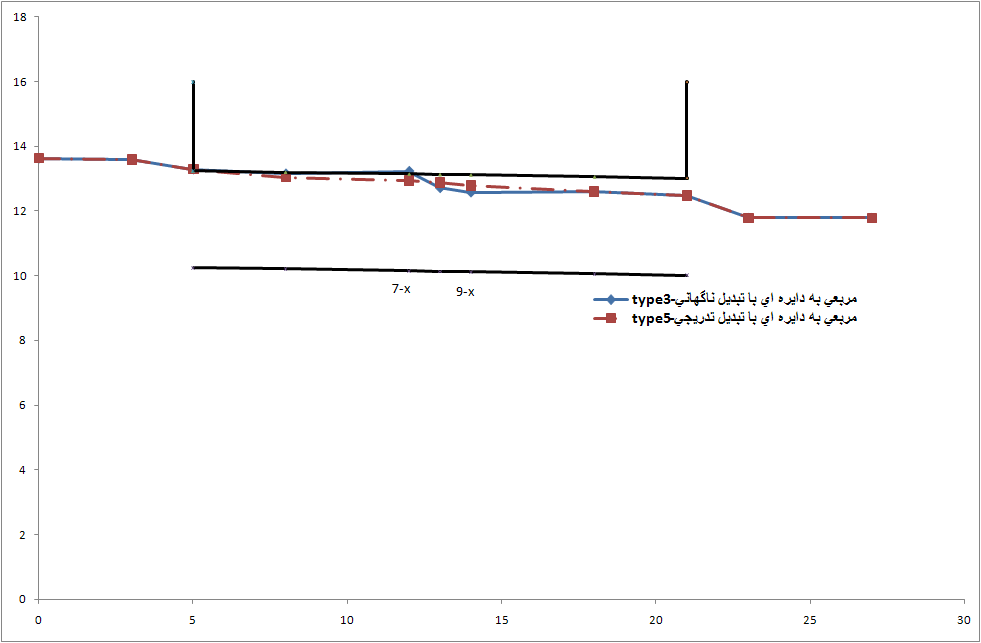 18
16
14
12
10
8
6
4
2
0
7-x
9-x
مربعي به دايره اي با تبديل ناگهاني-type3
مربعي به دايره اي با تبديل تدريجي-type5
0 5 10 15 20 25 30